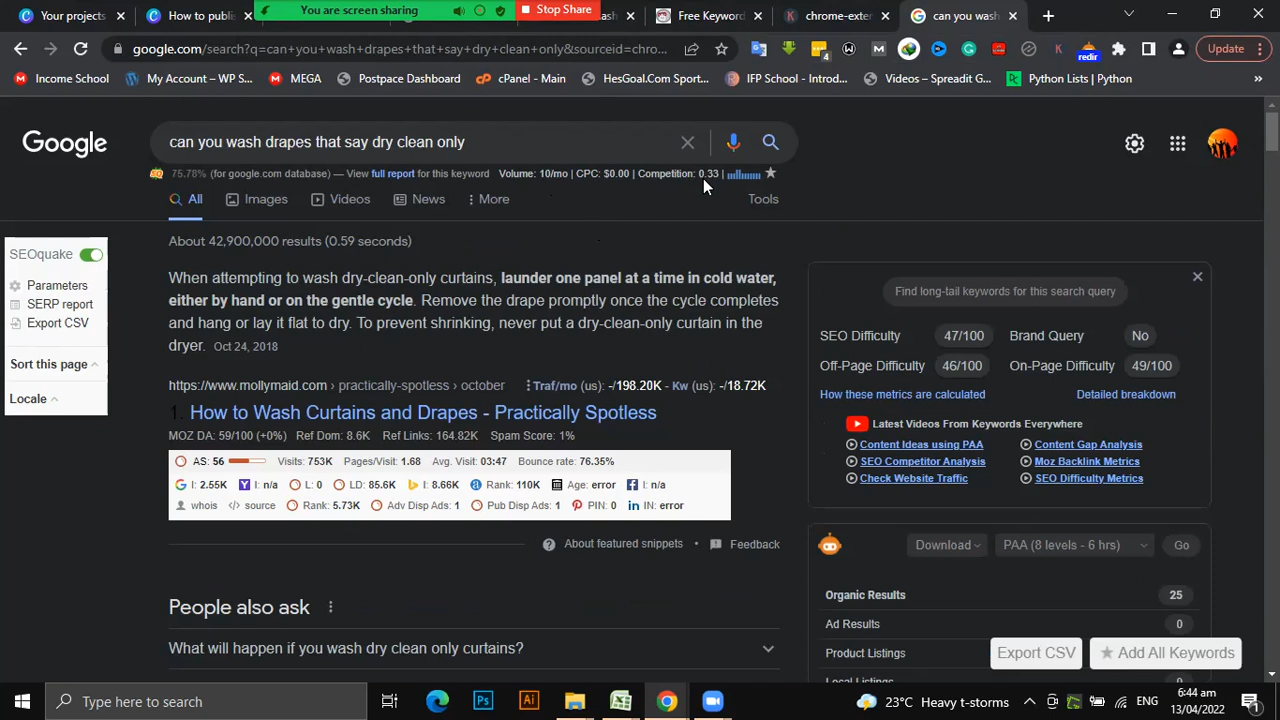 Your projects
How to publi
You are screen sharing
Stop Share
ash
Free Keyword
chrome-exter
can you wash
google.com/search?q=can+you+wash+drapes+that+say+dry+clean+only&sourceid=chro...
Update
4
redir
Income School
My Account – WP S...
MEGA
Postpace Dashboard
cPanel - Main
HesGoal.Com Sport...
IFP School - Introd...
Videos – Spreadit G...
Python Lists | Pytho...
Google
can you wash drapes that say dry clean only
75.78% (for google.com database) — View full report for this keyword
Volume: 10/mo | CPC: $0.00 | Competition: 0.33 |
All
Images
Videos
News
More
Tools
About 42,900,000 results (0.59 seconds)
SEOquake
Parameters
SERP report
Export CSV
Sort this page
Locale
When attempting to wash dry-clean-only curtains, launder one panel at a time in cold water,
either by hand or on the gentle cycle. Remove the drape promptly once the cycle completes
and hang or lay it flat to dry. To prevent shrinking, never put a dry-clean-only curtain in the
dryer. Oct 24, 2018
https://www.mollymaid.com › practically-spotless › october
Traf/mo (us): -/198.20K - Kw (us): -/18.72K
1. How to Wash Curtains and Drapes - Practically Spotless
MOZ DA: 59/100 (+0%) Ref Dom: 8.6K Ref Links: 164.82K Spam Score: 1%
AS: 56 Visits: 753K Pages/Visit: 1.68 Avg. Visit: 03:47 Bounce rate: 76.35%
I: 2.55K I: n/a L: 0 LD: 85.6K I: 8.66K Rank: 110K Age: error I: n/a
whois source Rank: 5.73K Adv Disp Ads: 1 Pub Disp Ads: 1 PIN: 0 IN: error
About featured snippets • Feedback
People also ask
What will happen if you wash dry clean only curtains?
Find long-tail keywords for this search query
SEO Difficulty 47/100 Brand Query No
Off-Page Difficulty 46/100 On-Page Difficulty 49/100
How these metrics are calculated
Detailed breakdown
Latest Videos From Keywords Everywhere
Content Ideas using PAA
Content Gap Analysis
SEO Competitor Analysis
Moz Backlink Metrics
Check Website Traffic
SEO Difficulty Metrics
Download
PAA (8 levels - 6 hrs)
Go
Organic Results 25
Ad Results 0
Product Listings
Export CSV
Add All Keywords
Type here to search
23°C Heavy t-storms
ENG
6:44 am
13/04/2022
1